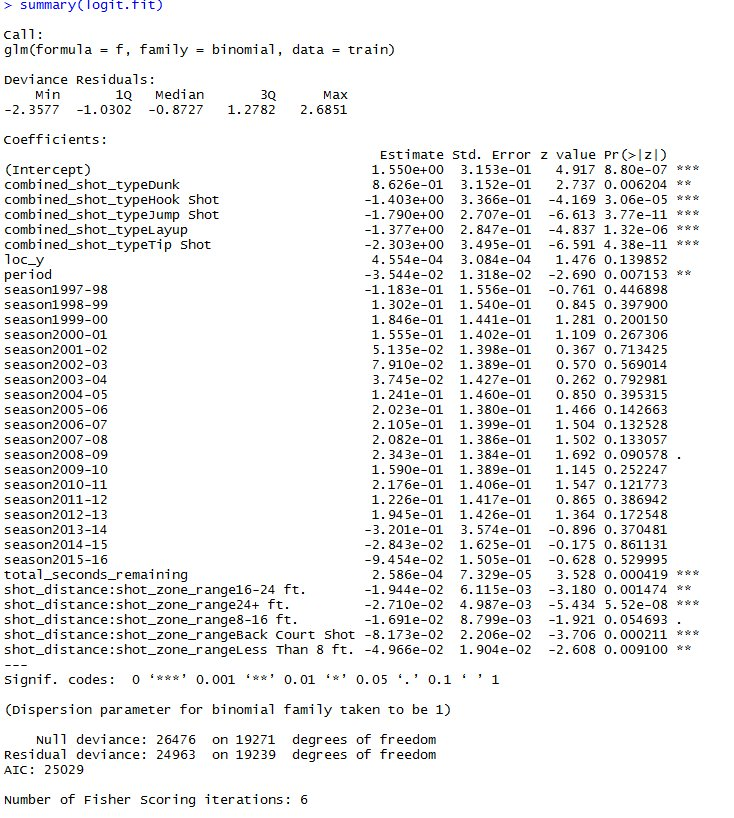 > summary(logit.fit)

Call:
glm(formula = f, family = binomial, data = train)

Deviance Residuals:
    Min       1Q   Median       3Q      Max
-2.3577  -1.0302  -0.8727   1.2782   2.6851

Coefficients:
                                             Estimate Std. Error z value Pr(>|z|)
(Intercept)                                 1.550e+00  3.153e-01   4.917 8.80e-07 ***
combined_shot_typeDunk                      8.626e-01  3.152e-01   2.737 0.006204 **
combined_shot_typeHook Shot                -1.403e+00  3.366e-01  -4.169 3.06e-05 ***
combined_shot_typeJump Shot                -1.790e+00  2.707e-01  -6.613 3.77e-11 ***
combined_shot_typeLayup                    -1.377e+00  2.847e-01  -4.837 1.32e-06 ***
combined_shot_typeTip Shot                 -2.303e+00  3.495e-01  -6.591 4.38e-11 ***
loc_y                                       4.554e-04  3.084e-04   1.476 0.139852
period                                     -3.544e-02  1.318e-02  -2.690 0.007153 **
season1997-98                              -1.183e-01  1.556e-01  -0.761 0.446898
season1998-99                               1.302e-01  1.540e-01   0.845 0.397900
season1999-00                               1.846e-01  1.441e-01   1.281 0.200150
season2000-01                               1.555e-01  1.402e-01   1.109 0.267306
season2001-02                               5.135e-02  1.398e-01   0.367 0.713425
season2002-03                               7.910e-02  1.389e-01   0.570 0.569014
season2003-04                               3.745e-02  1.427e-01   0.262 0.792981
season2004-05                               1.241e-01  1.460e-01   0.850 0.395315
season2005-06                               2.023e-01  1.380e-01   1.466 0.142663
season2006-07                               2.105e-01  1.399e-01   1.504 0.132528
season2007-08                               2.082e-01  1.386e-01   1.502 0.133057
season2008-09                               2.343e-01  1.384e-01   1.692 0.090578 .
season2009-10                               1.590e-01  1.389e-01   1.145 0.252247
season2010-11                               2.176e-01  1.406e-01   1.547 0.121773
season2011-12                               1.226e-01  1.417e-01   0.865 0.386942
season2012-13                               1.945e-01  1.426e-01   1.364 0.172548
season2013-14                              -3.201e-01  3.574e-01  -0.896 0.370481
season2014-15                              -2.843e-02  1.625e-01  -0.175 0.861131
season2015-16                              -9.454e-02  1.505e-01  -0.628 0.529995
total_seconds_remaining                     2.586e-04  7.329e-05   3.528 0.000419 ***
shot_distance:shot_zone_range16-24 ft.     -1.944e-02  6.115e-03  -3.180 0.001474 **
shot_distance:shot_zone_range24+ ft.       -2.710e-02  4.987e-03  -5.434 5.52e-08 ***
shot_distance:shot_zone_range8-16 ft.      -1.691e-02  8.799e-03  -1.921 0.054693 .
shot_distance:shot_zone_rangeBack Court Shot -8.173e-02  2.206e-02  -3.706 0.000211 ***
shot_distance:shot_zone_rangeLess Than 8 ft. -4.966e-02  1.904e-02  -2.608 0.009100 **
---
Signif. codes:  0 ‘***’ 0.001 ‘**’ 0.01 ‘*’ 0.05 ‘.’ 0.1 ‘ ’ 1

(Dispersion parameter for binomial family taken to be 1)

    Null deviance: 26476  on 19271  degrees of freedom
Residual deviance: 24963  on 19239  degrees of freedom
AIC: 25029

Number of Fisher Scoring iterations: 6